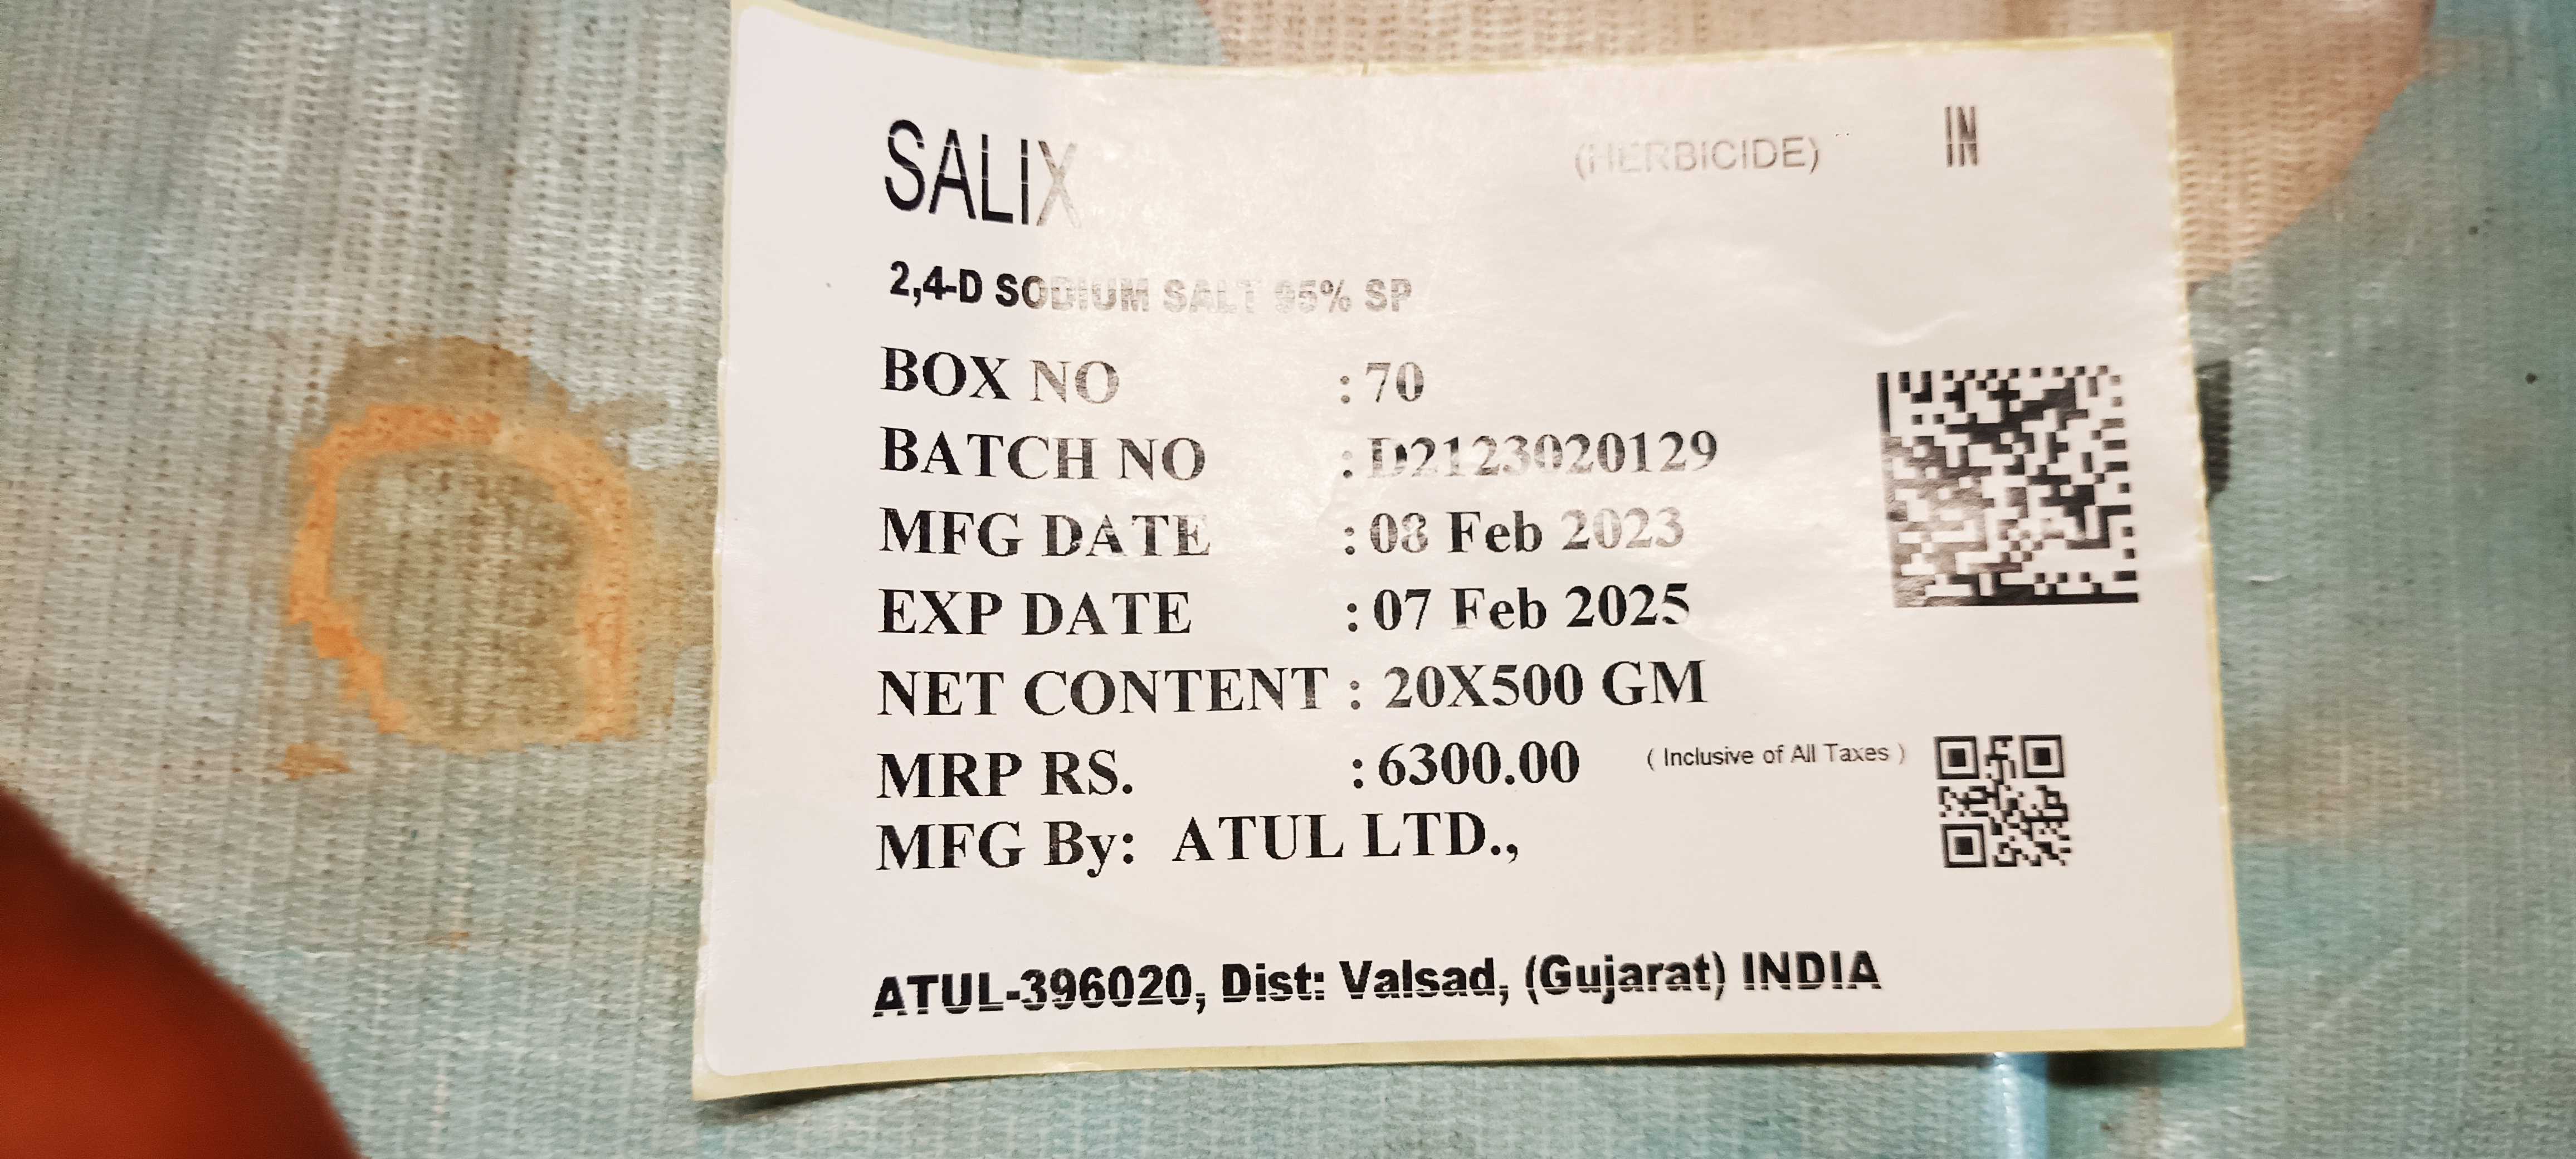 SALIX (HERBICIDE) IN
2,4-D SODIUM SALT 95% SP
BOX NO : 70
BATCH NO : D2123020129
MFG DATE : 08 Feb 2023
EXP DATE : 07 Feb 2025
NET CONTENT : 20X500 GM
MRP RS. : 6300.00 ( Inclusive of All Taxes )
MFG By: ATUL LTD.,
ATUL-396020, Dist: Valsad, (Gujarat) INDIA